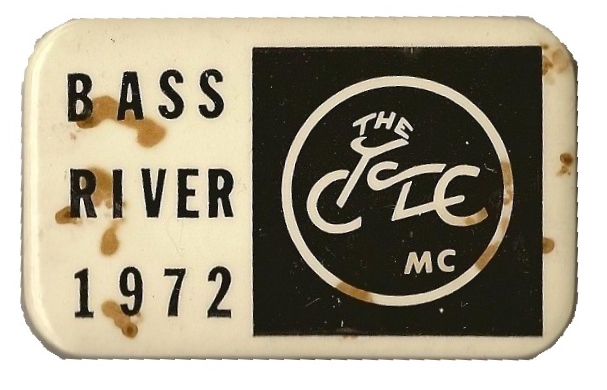 BASS
RIVER
1972
THE
CYCLE
MC